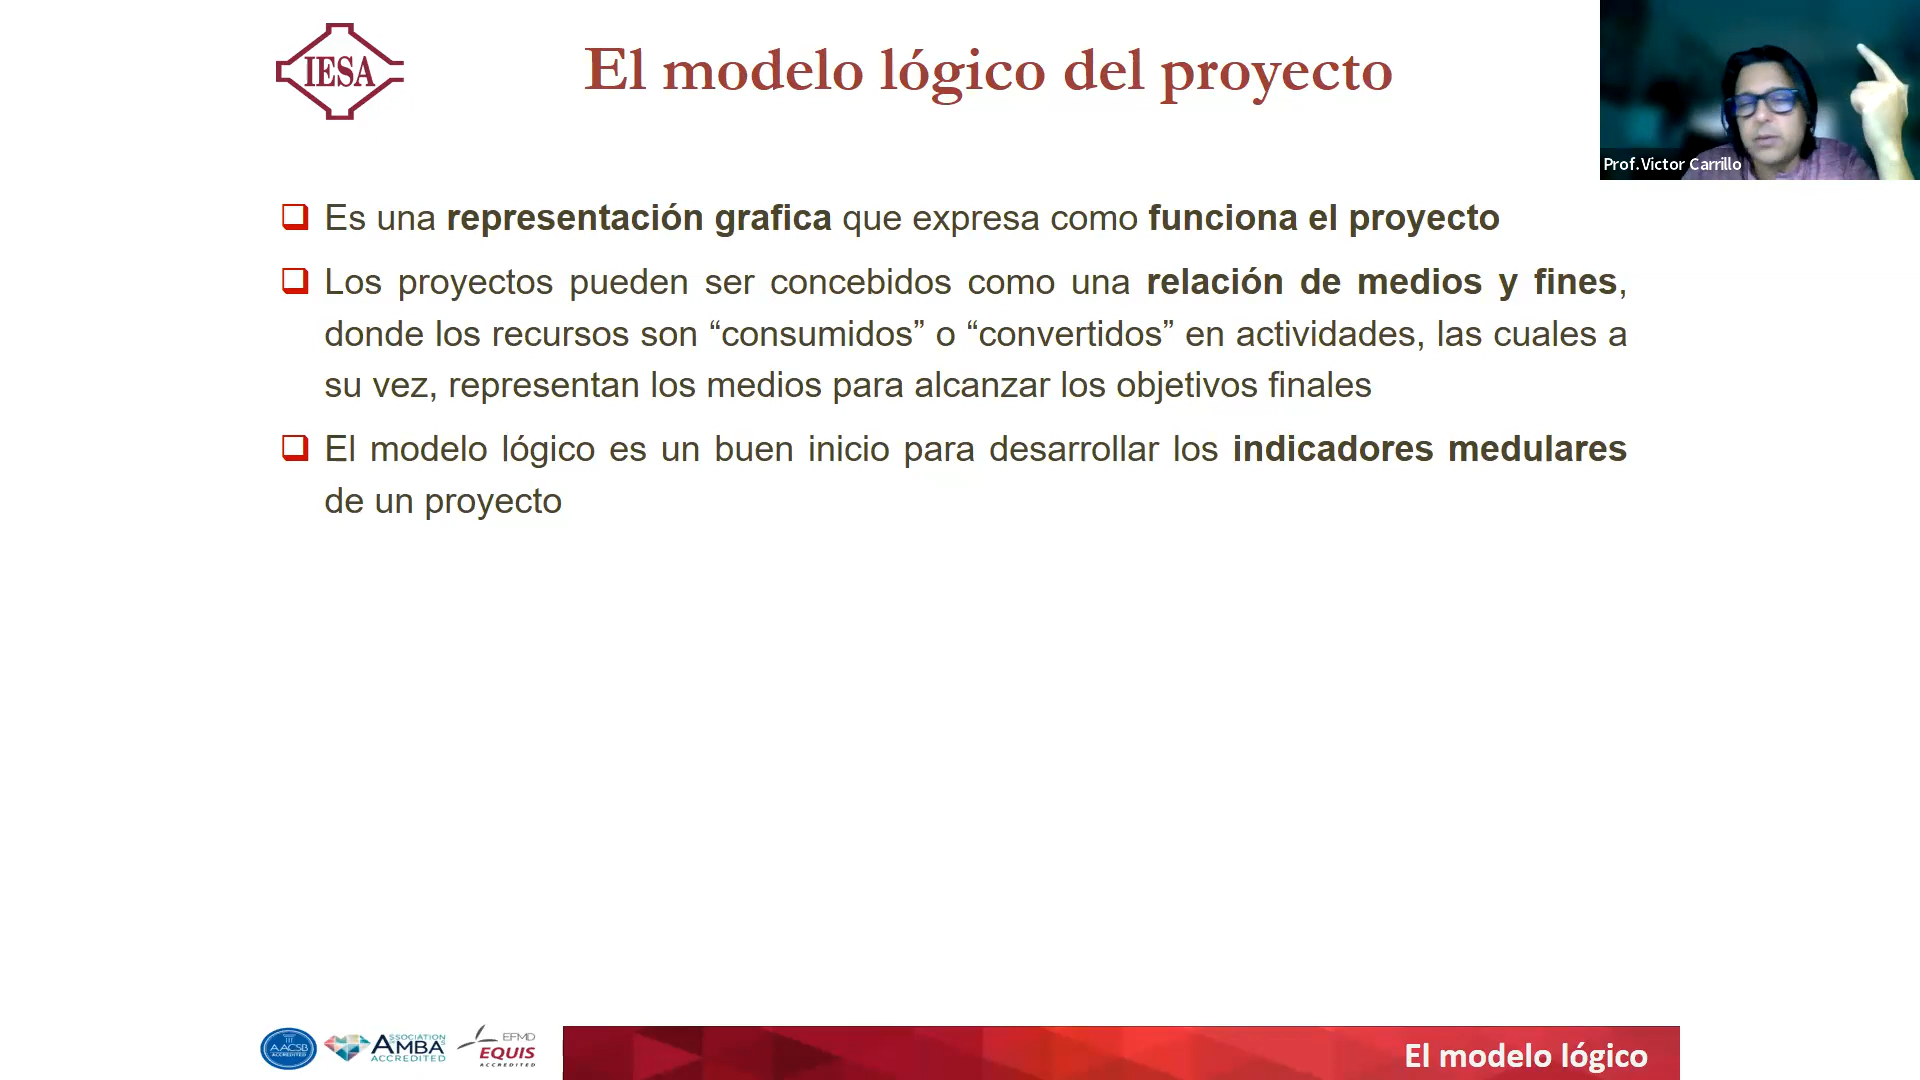 IESA
El modelo lógico del proyecto
Prof. Victor Carrillo
Es una representación grafica que expresa como funciona el proyecto
Los proyectos pueden ser concebidos como una relación de medios y fines,
donde los recursos son “consumidos” o “convertidos” en actividades, las cuales a
su vez, representan los medios para alcanzar los objetivos finales
El modelo lógico es un buen inicio para desarrollar los indicadores medulares
de un proyecto
AACSB
ACCREDITED
ASSOCIATION
AMBA
ACCREDITED
EFMD
EQUIS
ACCREDITED
El modelo lógico